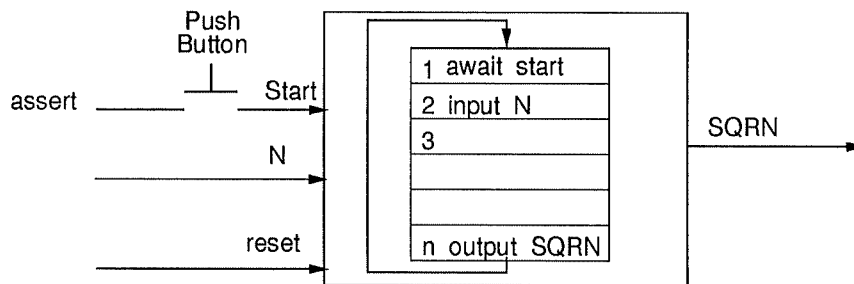 Push
Button
assert
Start
N
reset
1 await start
2 input N
3
n output SQRN
SQRN